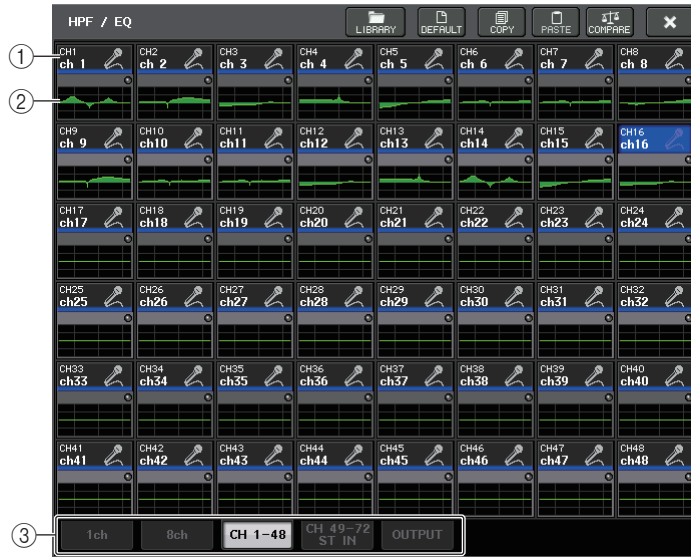 HPF / EQ LIBRARY DEFAULT COPY PASTE COMPARE ×
① CH1 CH2 CH3 CH4 CH5 CH6 CH7 CH8
ch 1 ch 2 ch 3 ch 4 ch 5 ch 6 ch 7 ch 8
②
CH9 CH10 CH11 CH12 CH13 CH14 CH15 CH16
ch 9 ch10 ch11 ch12 ch13 ch14 ch15 ch16
CH17 CH18 CH19 CH20 CH21 CH22 CH23 CH24
ch17 ch18 ch19 ch20 ch21 ch22 ch23 ch24
CH25 CH26 CH27 CH28 CH29 CH30 CH31 CH32
ch25 ch26 ch27 ch28 ch29 ch30 ch31 ch32
CH33 CH34 CH35 CH36 CH37 CH38 CH39 CH40
ch33 ch34 ch35 ch36 ch37 ch38 ch39 ch40
CH41 CH42 CH43 CH44 CH45 CH46 CH47 CH48
ch41 ch42 ch43 ch44 ch45 ch46 ch47 ch48
③ 1ch 8ch CH 1-48 CH 49-72 OUTPUT
ST IN